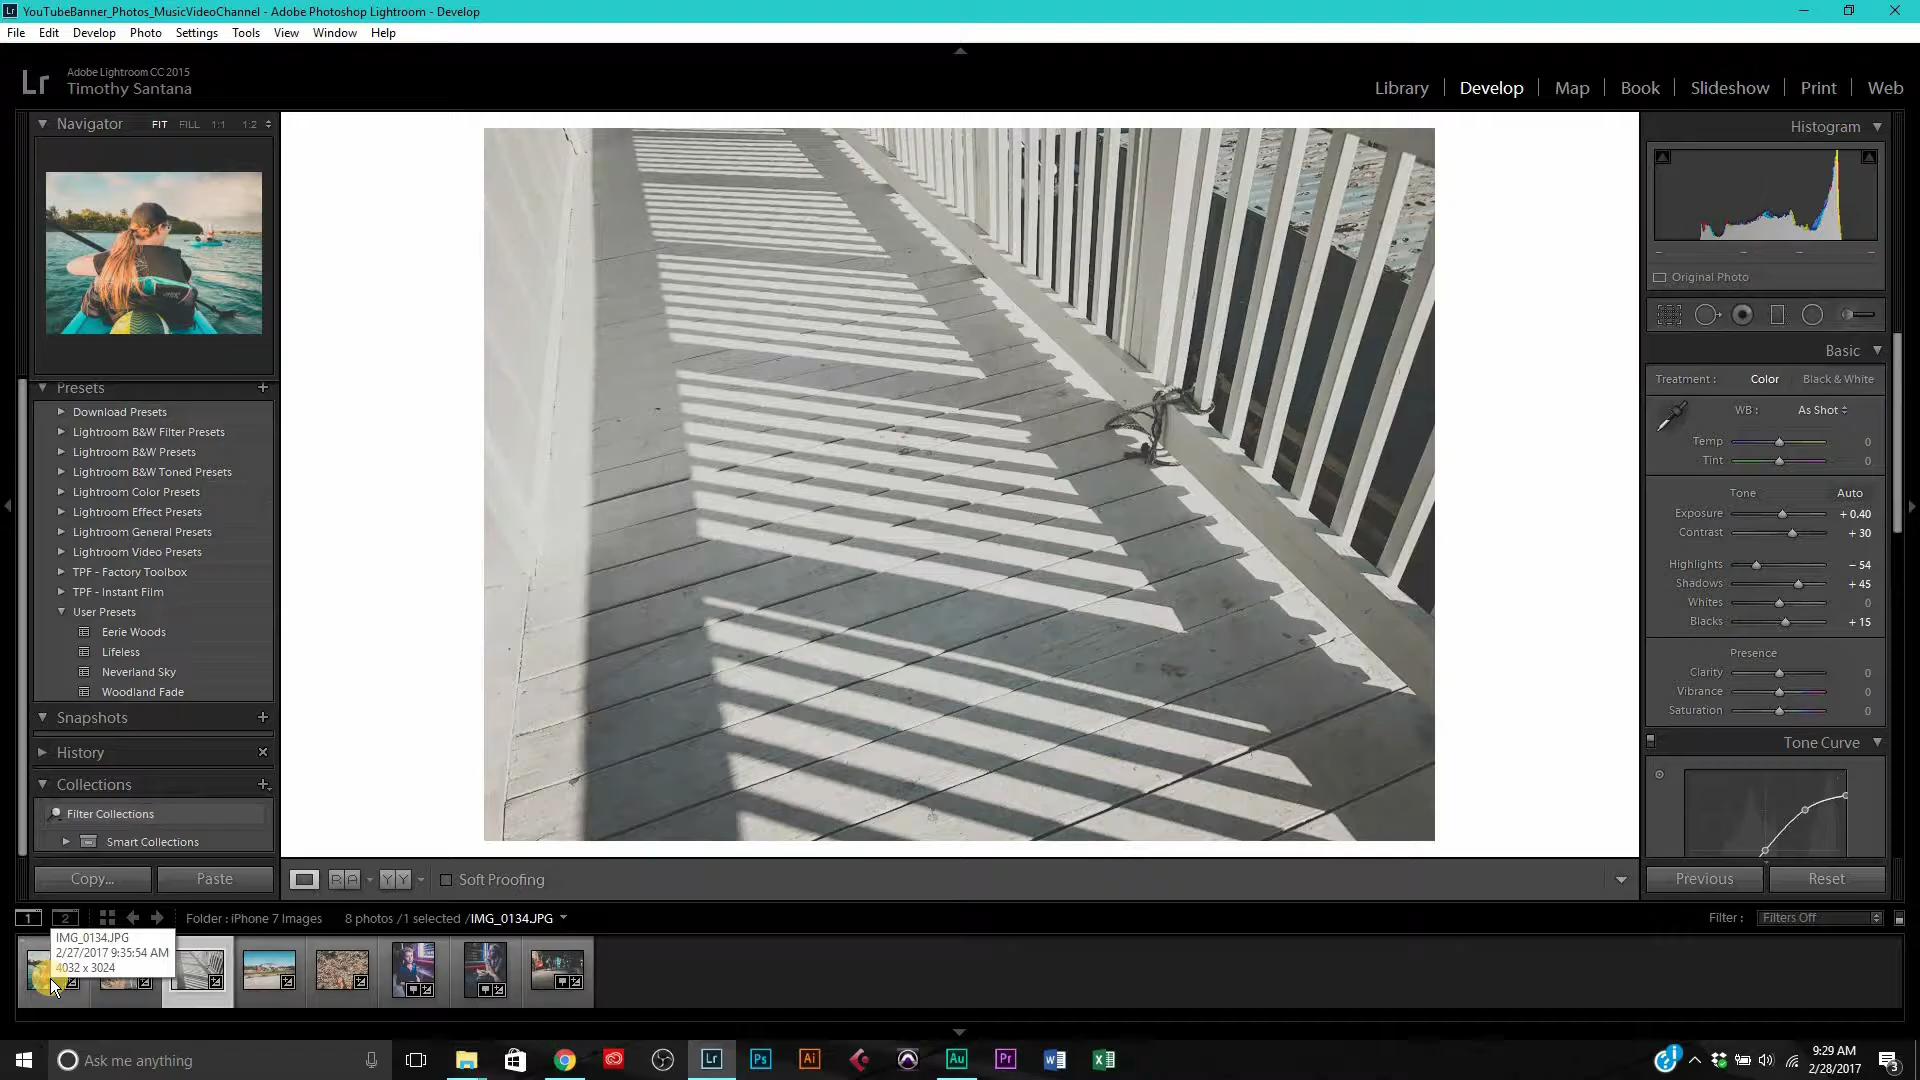 YouTubeBanner_Photos_MusicVideoChannel - Adobe Photoshop Lightroom - Develop
File Edit Develop Photo Settings Tools View Window Help
Lr
Adobe Lightroom CC 2015
Timothy Santana
Library | Develop | Map | Book | Slideshow | Print | Web
Navigator FIT FILL 1:1 1:2
Presets
Download Presets
Lightroom B&W Filter Presets
Lightroom B&W Presets
Lightroom B&W Toned Presets
Lightroom Color Presets
Lightroom Effect Presets
Lightroom General Presets
Lightroom Video Presets
TPF - Factory Toolbox
TPF - Instant Film
User Presets
Eerie Woods
Lifeless
Neverland Sky
Woodland Fade
Snapshots
History
Collections
Filter Collections
Smart Collections
Copy... Paste
Histogram
Original Photo
Basic
Treatment : Color Black & White
WB : As Shot
Temp 0
Tint 0
Tone Auto
Exposure + 0.40
Contrast + 30
Highlights - 54
Shadows + 45
Whites 0
Blacks + 15
Presence
Clarity 0
Vibrance 0
Saturation 0
Tone Curve
Previous Reset
R A Y Y Soft Proofing
1 2 Folder : iPhone 7 Images 8 photos /1 selected /IMG_0134.JPG Filter : Filters Off
IMG_0134.JPG
2/27/2017 9:35:54 AM
4032 x 3024
Ask me anything
Lr Ps Ai Au Pr
9:29 AM
2/28/2017
3